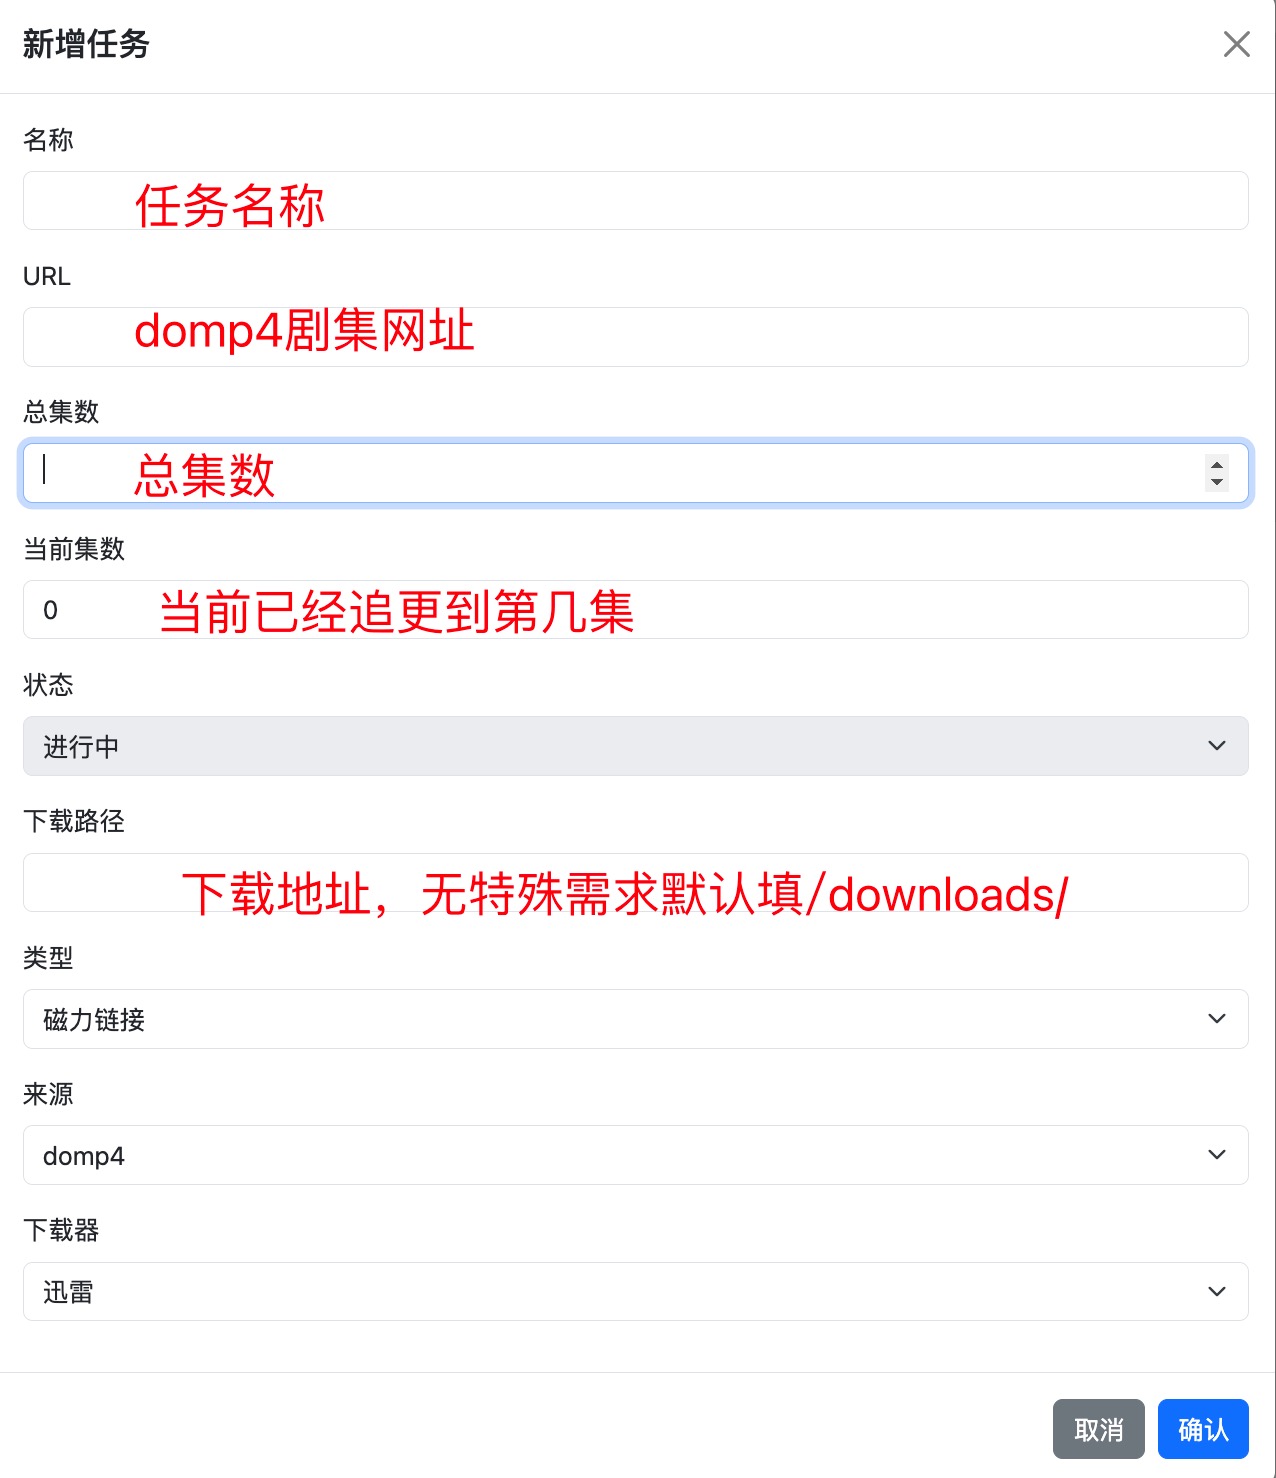 新增任务
名称
任务名称
URL
domp4剧集网址
总集数
总集数
当前集数
0 当前已经追更到第几集
状态
进行中
下载路径
下载地址，无特殊需求默认填/downloads/
类型
磁力链接
来源
domp4
下载器
迅雷
取消 确认